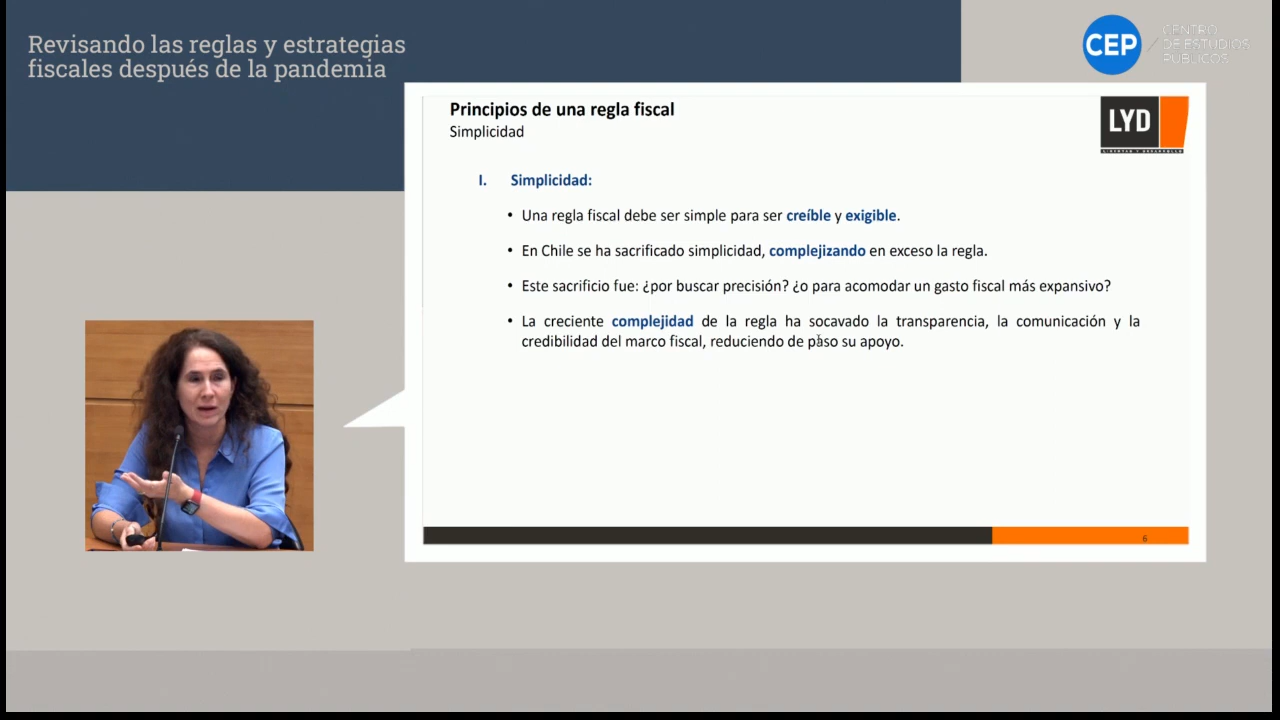 Revisando las reglas y estrategias
fiscales después de la pandemia
CEP
CENTRO
DE ESTUDIOS
PÚBLICOS
Principios de una regla fiscal
Simplicidad
LYD
LIBERTAD Y DESARROLLO
I. Simplicidad:
• Una regla fiscal debe ser simple para ser creíble y exigible.
• En Chile se ha sacrificado simplicidad, complejizando en exceso la regla.
• Este sacrificio fue: ¿por buscar precisión? ¿o para acomodar un gasto fiscal más expansivo?
• La creciente complejidad de la regla ha socavado la transparencia, la comunicación y la
credibilidad del marco fiscal, reduciendo de paso su apoyo.
6